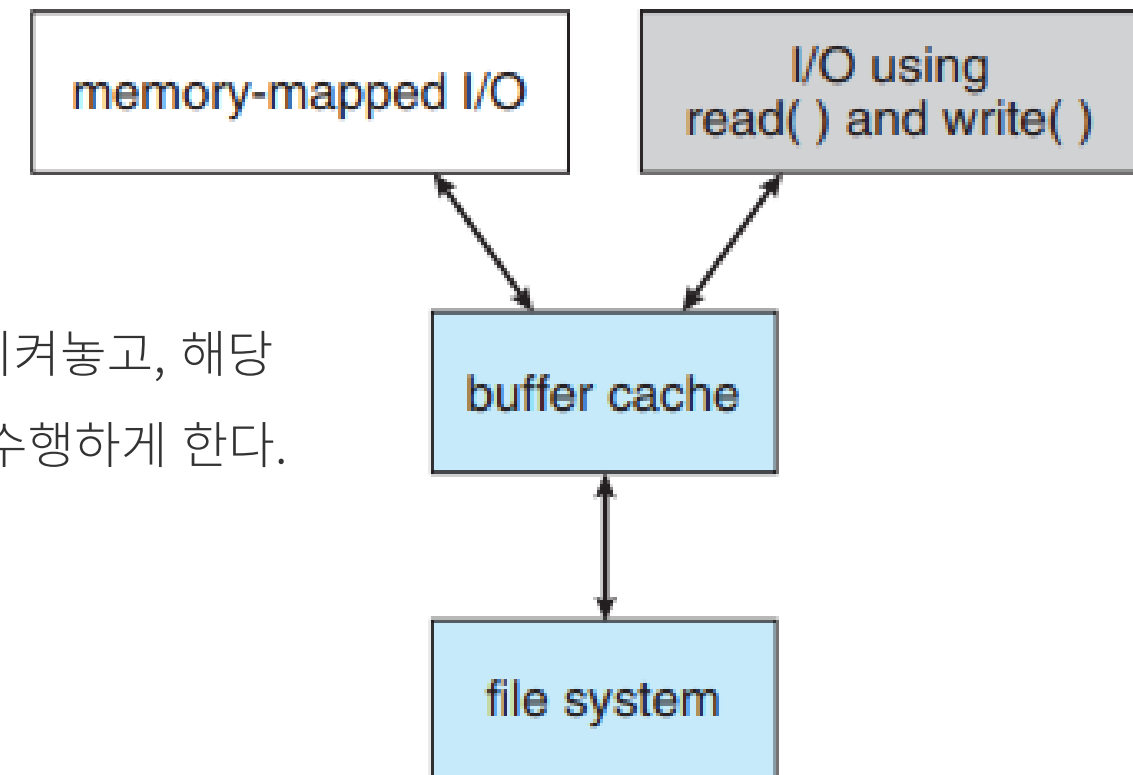 memory-mapped I/O
I/O using
read( ) and write( )
켜놓고, 해당
수행하게 한다.
buffer cache
file system